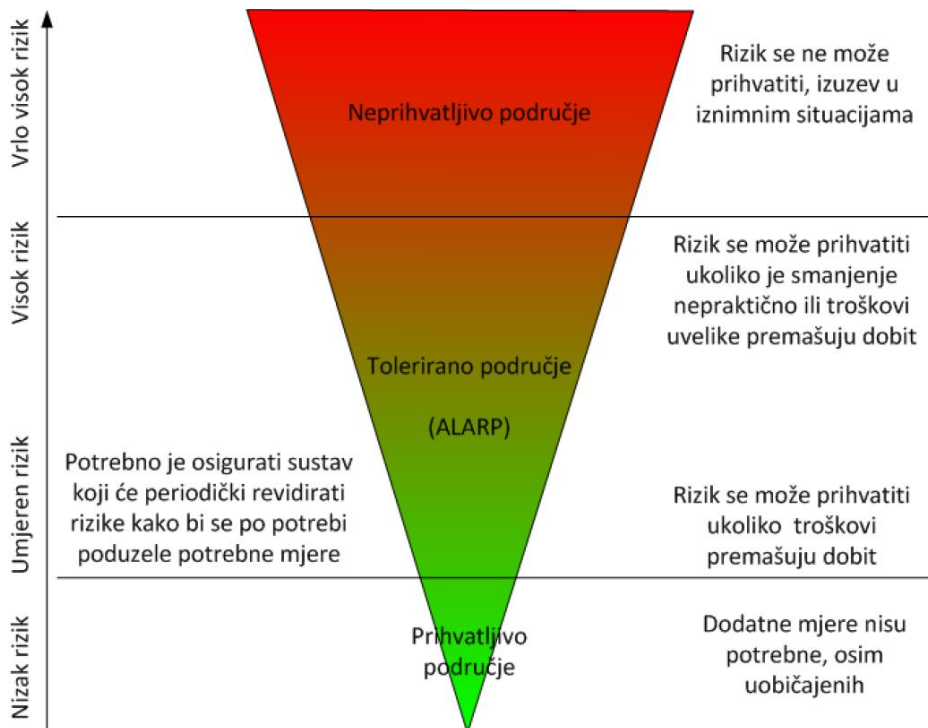 Vrlo visok rizik
Neprihvatljivo područje
Rizik se ne može
prihvatiti, izuzev u
iznimnim situacijama
Visok rizik
Rizik se može prihvatiti
ukoliko je smanjenje
nepraktično ili troškovi
uvelike premašuju dobit
Tolerirano područje
(ALARP)
Umjeren rizik
Potrebno je osigurati sustav
koji će periodički revidirati
rizike kako bi se po potrebi
poduzele potrebne mjere
Rizik se može prihvatiti
ukoliko troškovi
premašuju dobit
Nizak rizik
Prihvatljivo
područje
Dodatne mjere nisu
potrebne, osim
uobičajenih